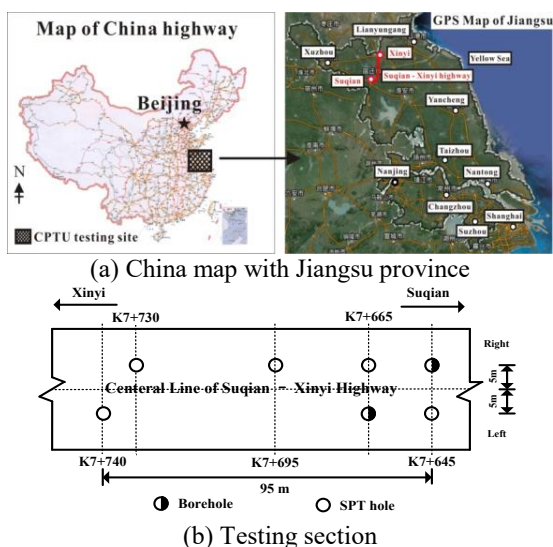 Map of China highway
Beijing
N
CPTU testing site
GPS Map of Jiangsu
Lianyungang
Xuzhou
Xinyi
Yellow Sea
Suqian
Suqian - Xinyi highway
Yancheng
Taizhou
Nanjing
Nantong
Changzhou
Shanghai
Suzhou
(a) China map with Jiangsu province
Xinyi
Suqian
K7+730
K7+665
Right
5m
Central Line of Suqian - Xinyi Highway
5m
Left
K7+740
K7+695
K7+645
95 m
Borehole
SPT hole
(b) Testing section